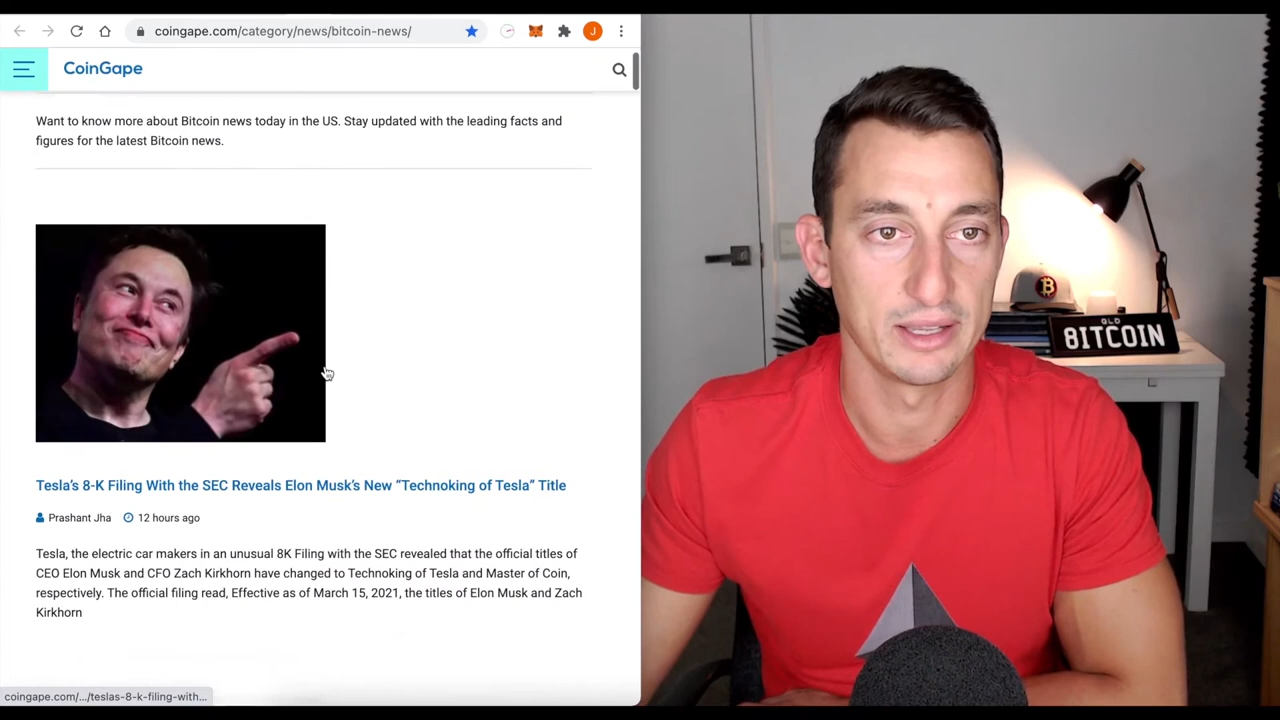 coingape.com/category/news/bitcoin-news/
J
CoinGape
Want to know more about Bitcoin news today in the US. Stay updated with the leading facts and
figures for the latest Bitcoin news.
Tesla's 8-K Filing With the SEC Reveals Elon Musk's New “Technoking of Tesla” Title
Prashant Jha 12 hours ago
Tesla, the electric car makers in an unusual 8K Filing with the SEC revealed that the official titles of
CEO Elon Musk and CFO Zach Kirkhorn have changed to Technoking of Tesla and Master of Coin,
respectively. The official filing read, Effective as of March 15, 2021, the titles of Elon Musk and Zach
Kirkhorn
coingape.com/.../teslas-8-k-filing-with...
B
QLD
8ITCOIN